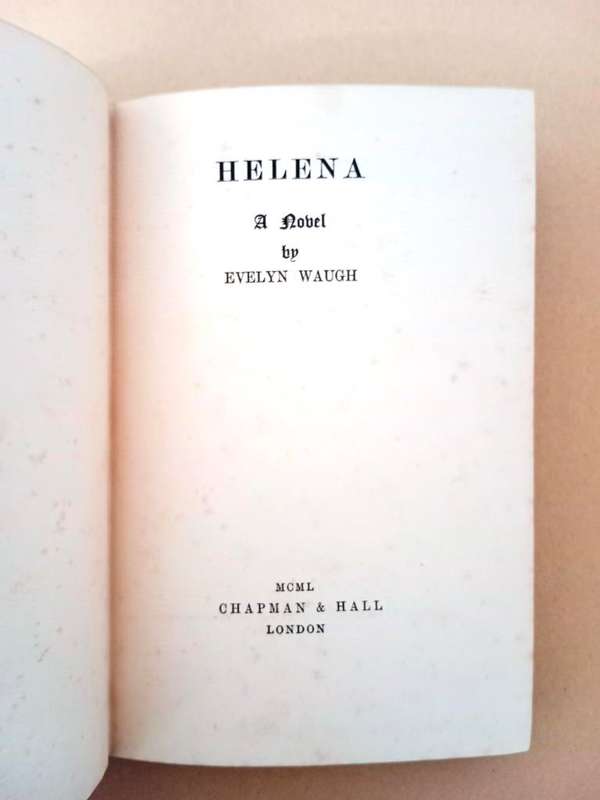 HELENA
A Novel
by
EVELYN WAUGH
MCML
CHAPMAN & HALL
LONDON